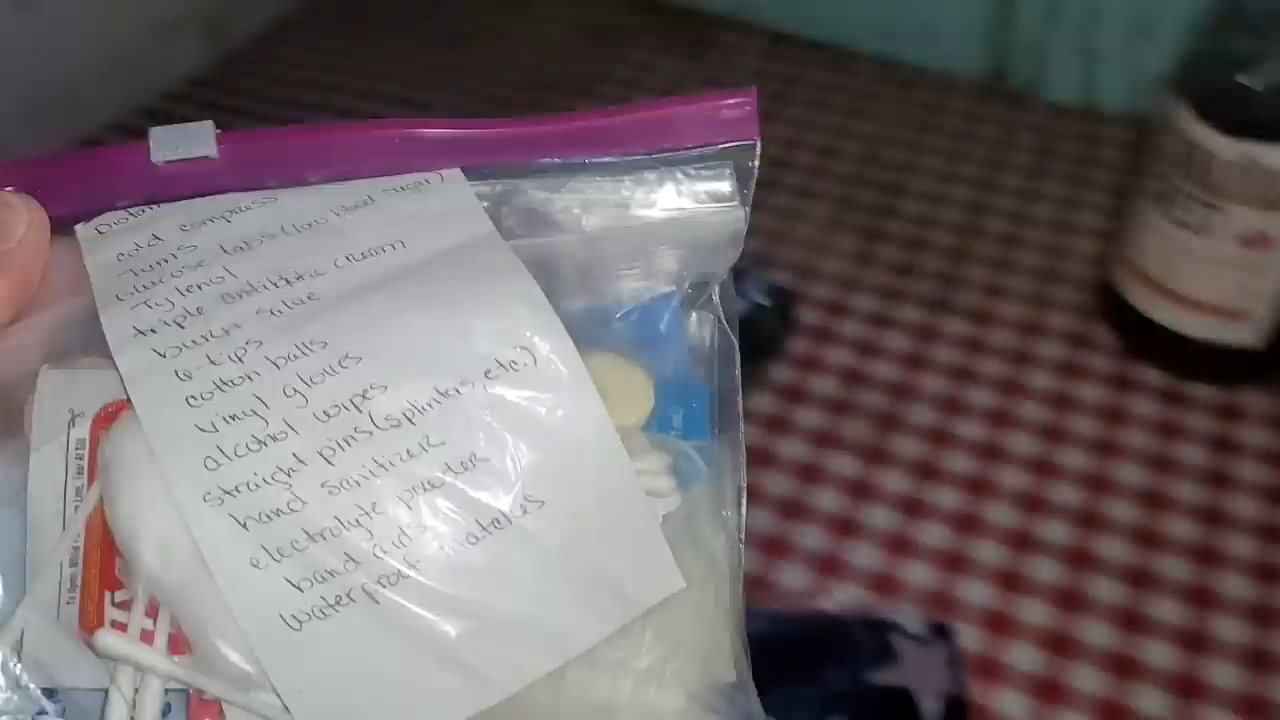 cold compress
Tums
Glucose tabs (low blood sugar)
Tylenol
triple antibiotic cream
burn salve
Q-tips
cotton balls
vinyl gloves
alcohol wipes
straight pins (splinters, etc.)
hand sanitizer
electrolyte powder
band aids
waterproof matches